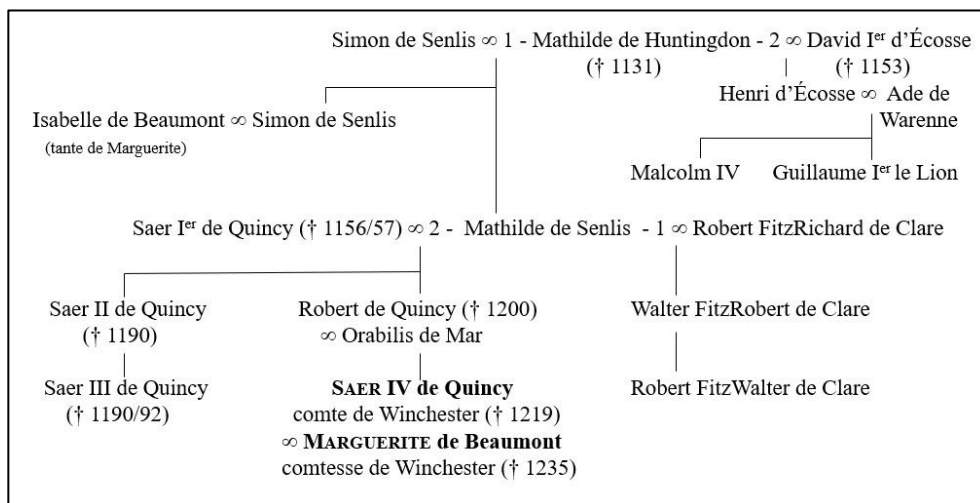 Simon de Senlis ∞ 1 - Mathilde de Huntingdon - 2 ∞ David Ier d’Écosse
(† 1131) († 1153)
Henri d’Écosse ∞ Ade de
Warenne
Isabelle de Beaumont ∞ Simon de Senlis
(tante de Marguerite)
Malcolm IV Guillaume Ier le Lion
Saer Ier de Quincy († 1156/57) ∞ 2 - Mathilde de Senlis - 1 ∞ Robert FitzRichard de Clare
Saer II de Quincy Robert de Quincy († 1200) Walter FitzRobert de Clare
(† 1190) ∞ Orabilis de Mar
Saer III de Quincy SAER IV de Quincy Robert FitzWalter de Clare
(† 1190/92) comte de Winchester († 1219)
∞ MARGUERITE de Beaumont
comtesse de Winchester († 1235)